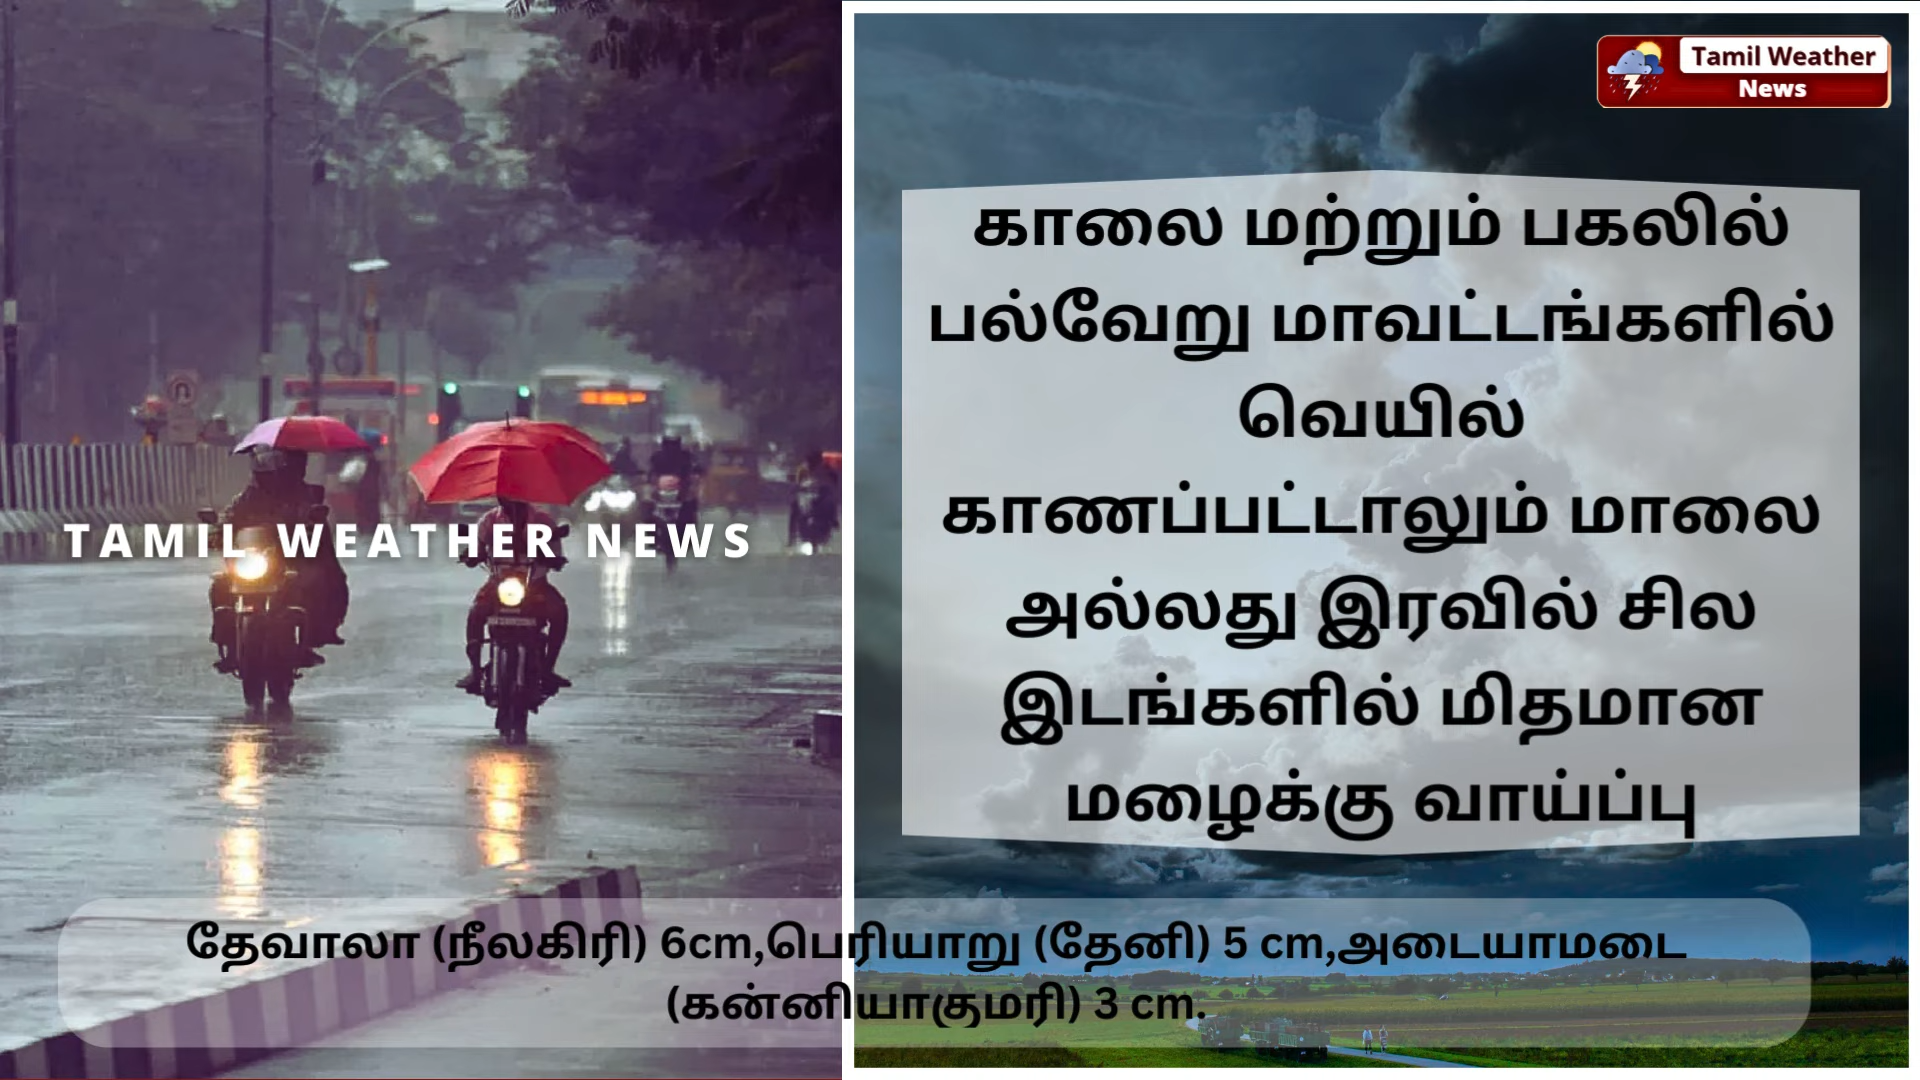 Tamil Weather
News
காலை மற்றும் பகலில்
பல்வேறு மாவட்டங்களில்
வெயில்
காணப்பட்டாலும் மாலை
அல்லது இரவில் சில
இடங்களில் மிதமான
மழைக்கு வாய்ப்பு
TAMIL WEATHER NEWS
தேவாலா (நீலகிரி) 6cm,பெரியாறு (தேனி) 5 cm,அடையாமடை
(கன்னியாகுமரி) 3 cm.